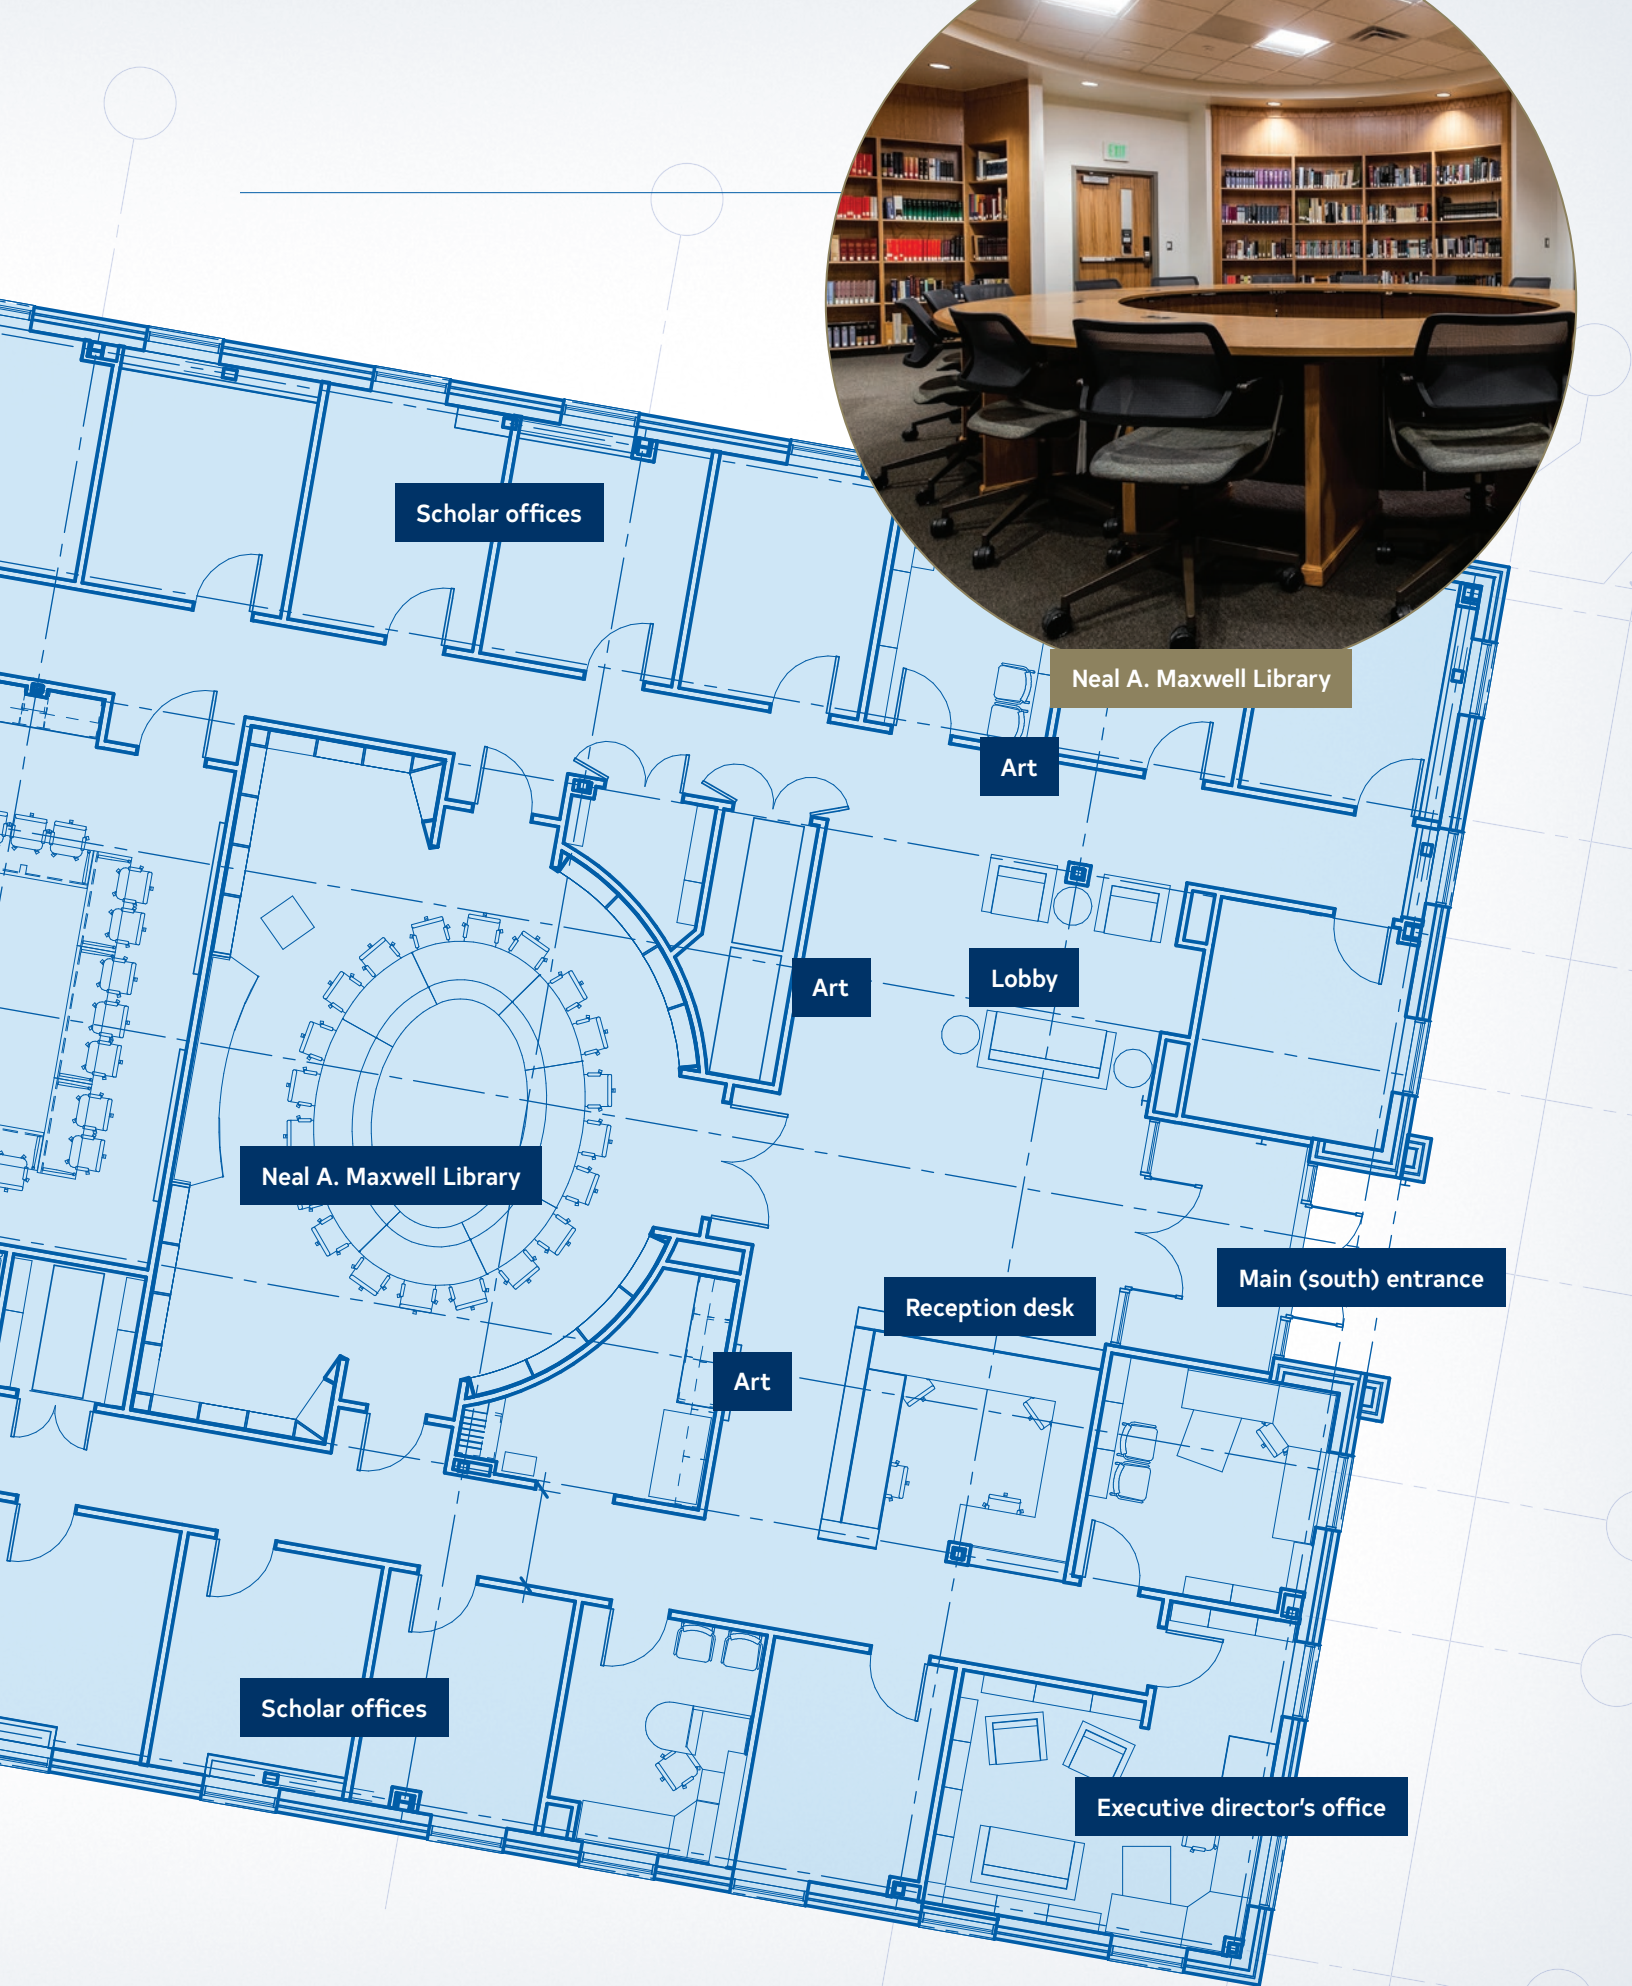 Scholar offices
Neal A. Maxwell Library
Art
Art
Lobby
Neal A. Maxwell Library
Main (south) entrance
Reception desk
Art
Scholar offices
Executive director’s office